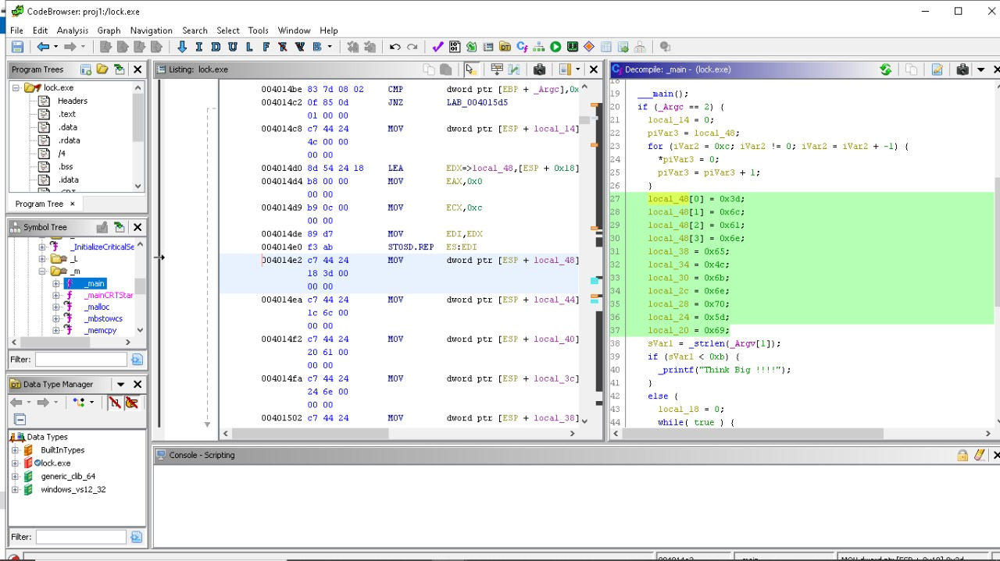 CodeBrowser: proj1:/lock.exe
File Edit Analysis Graph Navigation Search Select Tools Window Help
I D U L F B
Program Trees
lock.exe
Headers
.text
.data
.rdata
/4
.bss
.idata
Program Tree ×
Symbol Tree
_InitializeCriticalSe
_L
_m
_main
_mainCRTStar
_malloc
_mbstowcs
_memcpy
Filter:
Data Type Manager
Data Types
BuiltInTypes
lock.exe
generic_clib_64
windows_vs12_32
Filter:
Listing: lock.exe
004014be 83 7d 08 02 CMP dword ptr [EBP + _Argc],0x
004014c2 0f 85 0d JNZ LAB_004015d5
01 00 00
004014c8 c7 44 24 MOV dword ptr [ESP + local_14]
4c 00 00
00 00
004014d0 8d 54 24 18 LEA EDX=>local_48,[ESP + 0x18]
004014d4 b8 00 00 MOV EAX,0x0
00 00
004014d9 b9 0c 00 MOV ECX,0xc
00 00
004014de 89 d7 MOV EDI,EDX
004014e0 f3 ab STOSD.REP ES:EDI
004014e2 c7 44 24 MOV dword ptr [ESP + local_48]
18 3d 00
00 00
004014ea c7 44 24 MOV dword ptr [ESP + local_44]
1c 6c 00
00 00
004014f2 c7 44 24 MOV dword ptr [ESP + local_40]
20 61 00
00 00
004014fa c7 44 24 MOV dword ptr [ESP + local_3c]
24 6e 00
00 00
00401502 c7 44 24 MOV dword ptr [ESP + local_38]
Decompile: _main - (lock.exe)
18
19 ___main();
20 if (_Argc == 2) {
21 local_14 = 0;
22 piVar3 = local_48;
23 for (iVar2 = 0xc; iVar2 != 0; iVar2 = iVar2 + -1) {
24 *piVar3 = 0;
25 piVar3 = piVar3 + 1;
26 }
27 local_48[0] = 0x3d;
28 local_48[1] = 0x6c;
29 local_48[2] = 0x61;
30 local_48[3] = 0x6e;
31 local_38 = 0x65;
32 local_34 = 0x4c;
33 local_30 = 0x6b;
34 local_2c = 0x6e;
35 local_28 = 0x70;
36 local_24 = 0x5d;
37 local_20 = 0x69;
38 sVar1 = _strlen(_Argv[1]);
39 if (sVar1 < 0xb) {
40 _printf("Think Big !!!!");
41 }
42 else {
43 local_18 = 0;
44 while( true ) {
Console - Scripting